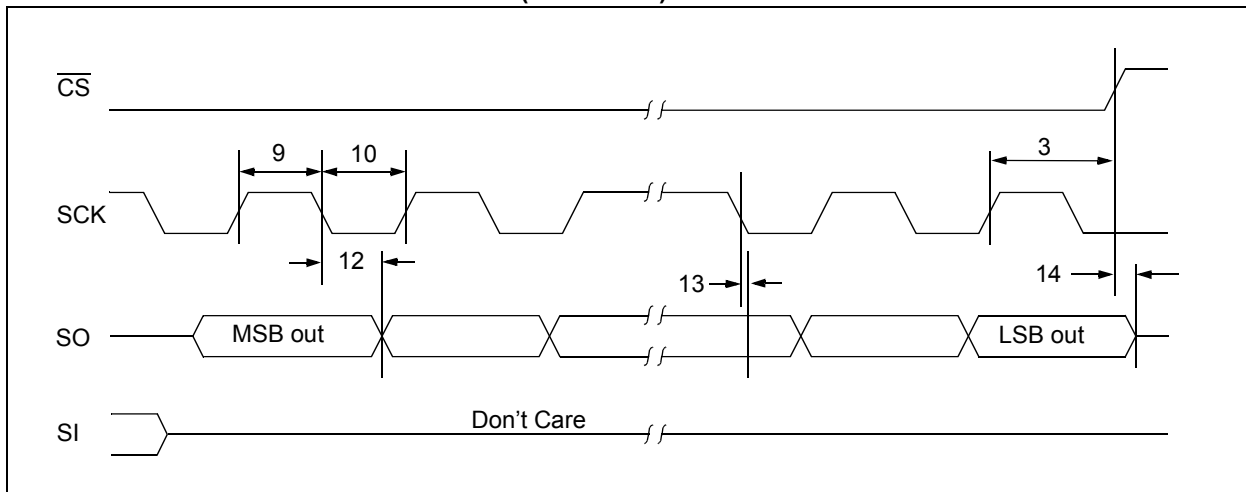 CS
9
10
3
SCK
12
13
14
SO
MSB out
LSB out
SI
Don't Care